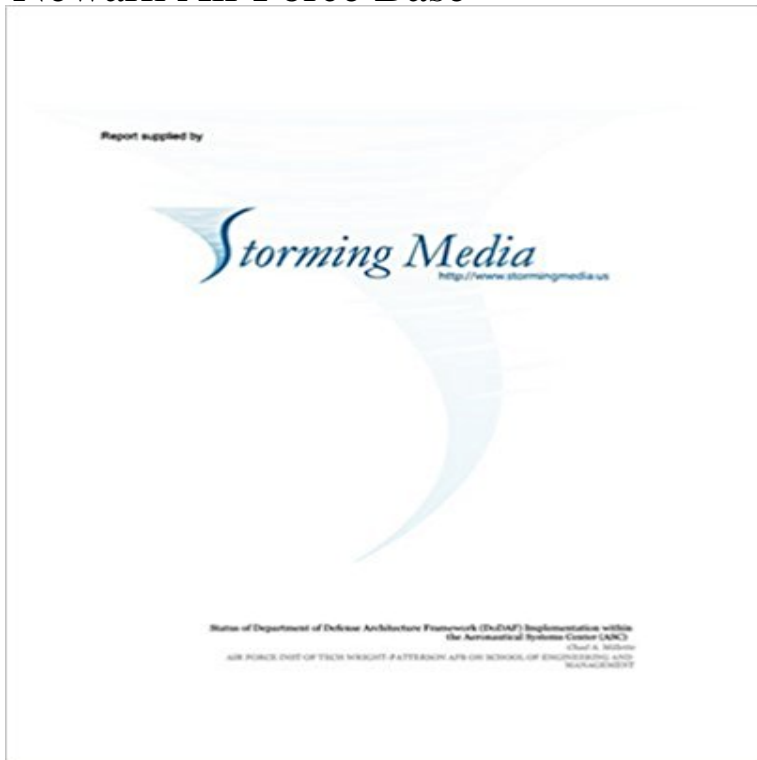 Newark Air Force Base
Report supplied by
Storming Media
http://www.stormingmedia.us
Status of Department of Defense Architecture Framework (DoDAF) Implementation within
the Aeronautical Systems Center (ASC)
Chad A. Millette
AIR FORCE INST OF TECH WRIGHT-PATTERSON AFB OH SCHOOL OF ENGINEERING AND
MANAGEMENT